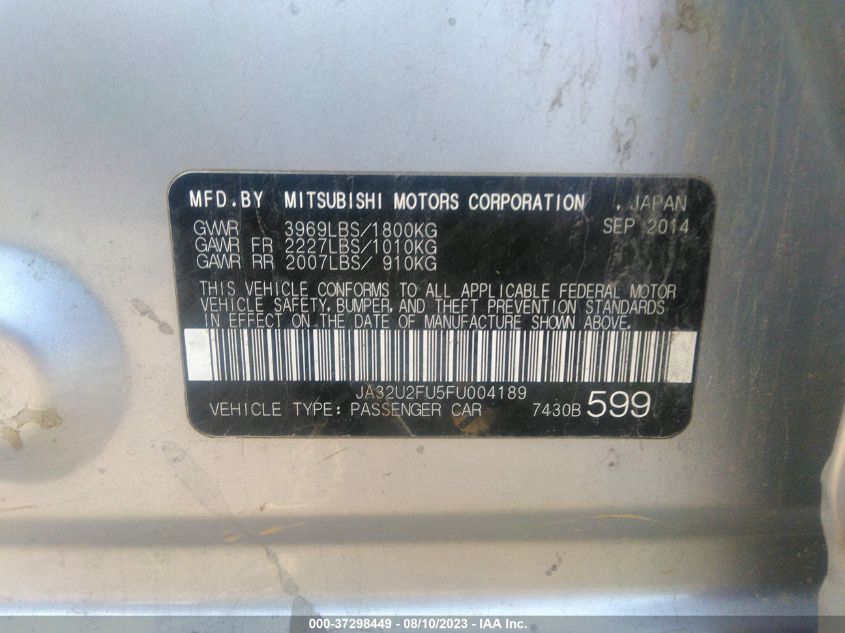 MFD.BY MITSUBISHI MOTORS CORPORATION , JAPAN
GVWR 3969LBS/1800KG SEP 2014
GAWR FR 2227LBS/1010KG
GAWR RR 2007LBS/ 910KG
THIS VEHICLE CONFORMS TO ALL APPLICABLE FEDERAL MOTOR
VEHICLE SAFETY, BUMPER, AND THEFT PREVENTION STANDARDS
IN EFFECT ON THE DATE OF MANUFACTURE SHOWN ABOVE.
JA32U2FU5FU004189
VEHICLE TYPE: PASSENGER CAR 7430B 599
000-37298449 - 08/10/2023 - IAA Inc.